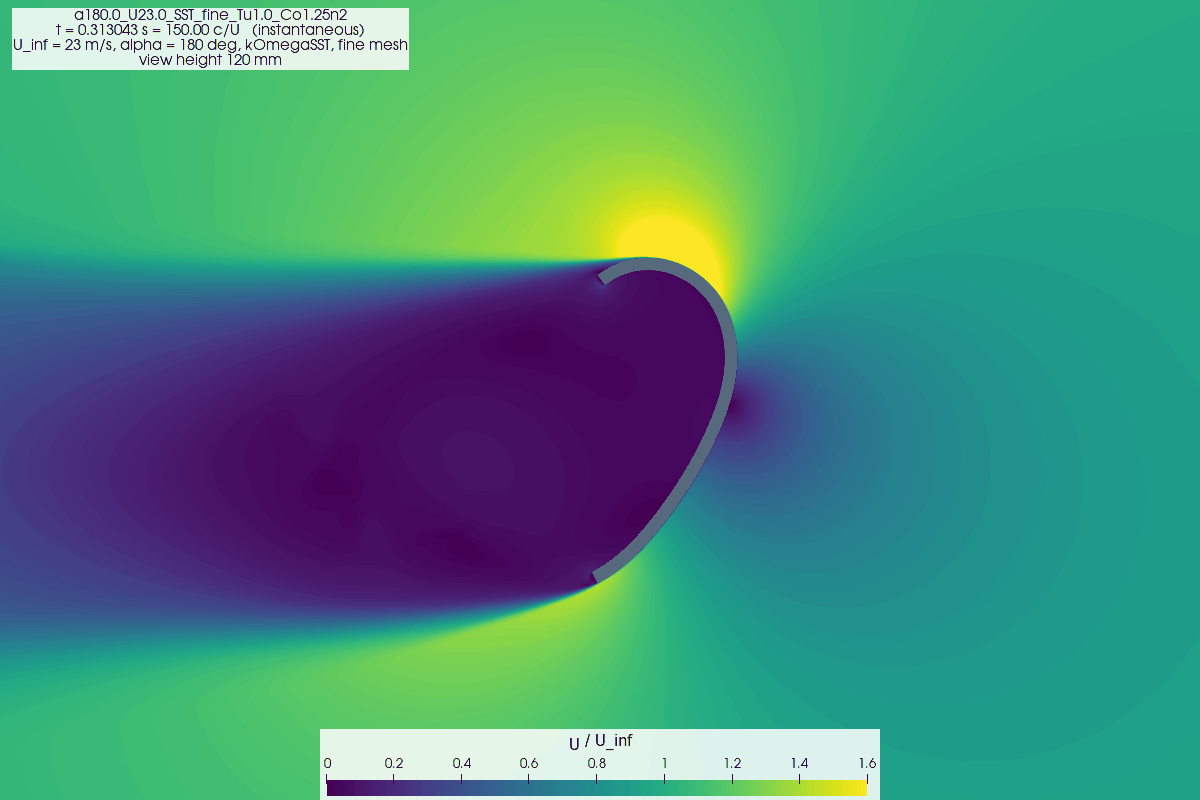 a180.0_U23.0_SST_fine_Tu1.0_Co1.25n2
t = 0.313043 s = 150.00 c/U (instantaneous)
U_inf = 23 m/s, alpha = 180 deg, kOmegaSST, fine mesh
view height 120 mm
U / U_inf
0 0.2 0.4 0.6 0.8 1 1.2 1.4 1.6